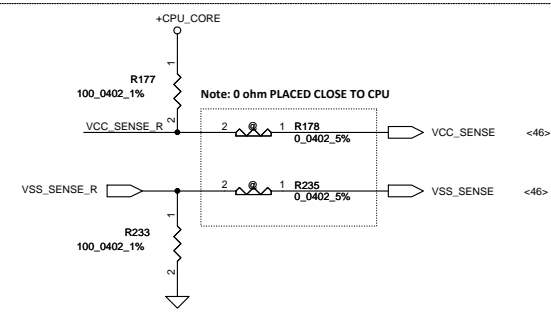 +CPU_CORE
1
R177
100_0402_1%
2
Note: 0 ohm PLACED CLOSE TO CPU
VCC_SENSE_R
2
@
1
R178
0_0402_5%
VCC_SENSE
<46>
VSS_SENSE_R
2
@
1
R235
0_0402_5%
VSS_SENSE
<46>
1
R233
100_0402_1%
2